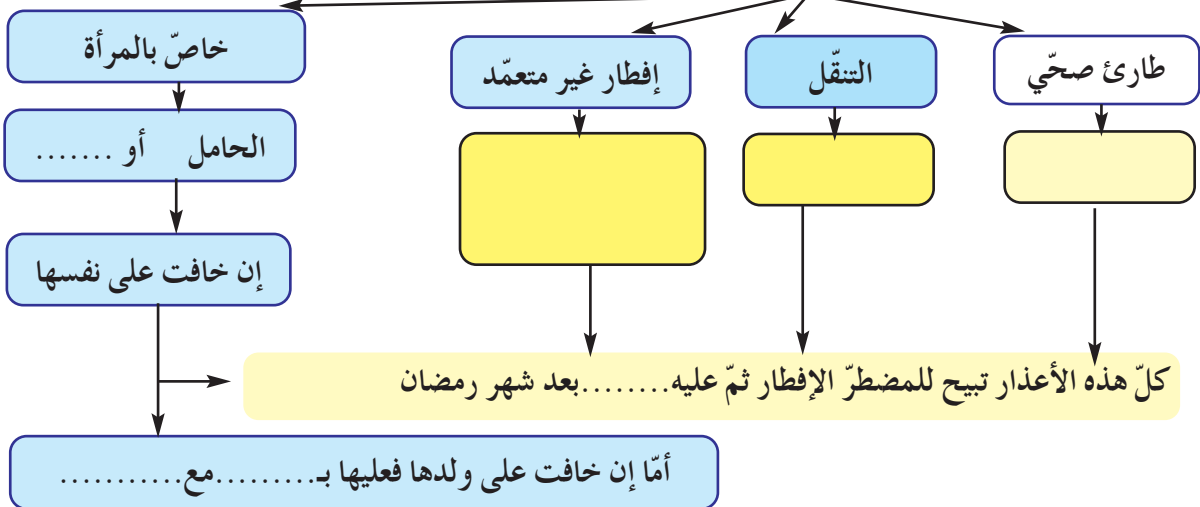 طارئ صحّي
التنقّل
إفطار غير متعمّد
خاصّ بالمرأة
الحامل أو .......
إن خافت على نفسها
كلّ هذه الأعذار تبيح للمضطرّ الإفطار ثمّ عليه........بعد شهر رمضان
أمّا إن خافت على ولدها فعليها بـ.........مع...........